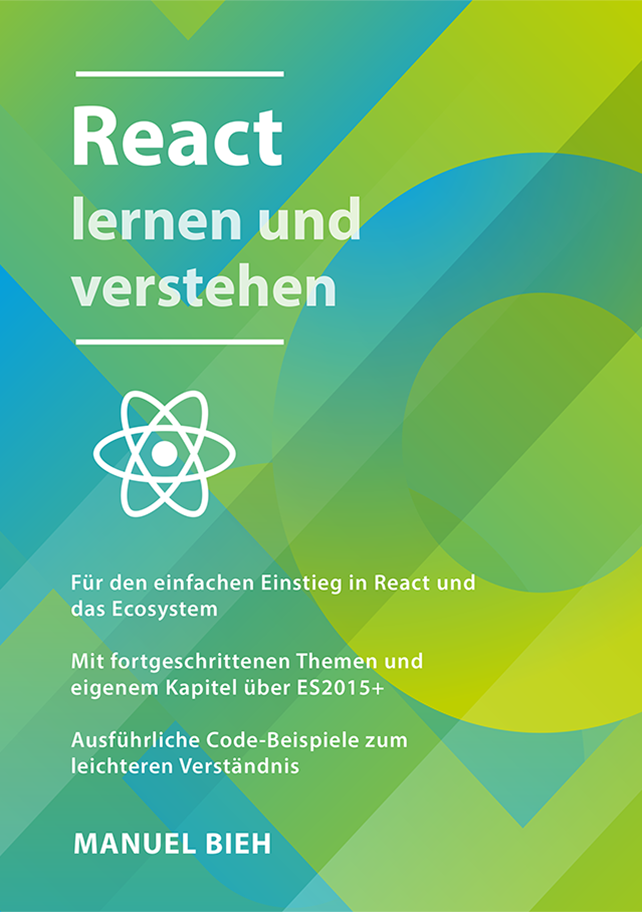 React
lernen und
verstehen
Für den einfachen Einstieg in React und
das Ecosystem
Mit fortgeschrittenen Themen und
eigenem Kapitel über ES2015+
Ausführliche Code-Beispiele zum
leichteren Verständnis
MANUEL BIEH